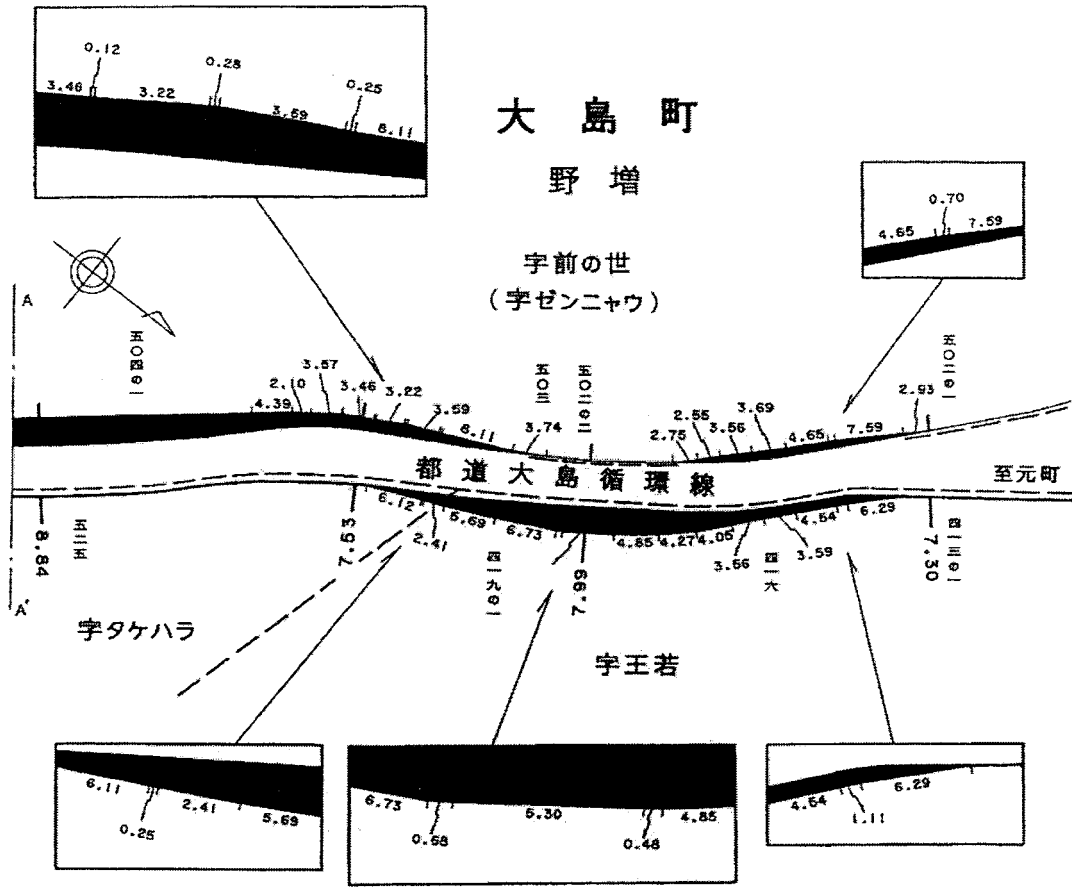 0.12
0.28
0.25
3.46
3.22
3.59
8.11
大島町
野増
字前の世
(字ゼンニャウ)
0.70
4.65
7.59
A
五〇四の一
4.39
2.10
3.57
3.46
3.22
3.59
8.11
3.74
五〇三
五〇二の二
2.75
2.55
3.56
3.69
4.65
7.59
2.93
五〇二の一
都道大島循環線
至元町
8.84
五二五
7.53
6.12
2.41
5.69
6.73
四一九の一
7.66
4.85
4.27
4.05
3.56
四一六
3.59
4.54
6.29
7.30
四一三の一
A'
字タケハラ
字王若
6.11
0.25
2.41
5.69
6.73
0.58
5.30
0.48
4.85
4.54
1.11
6.29